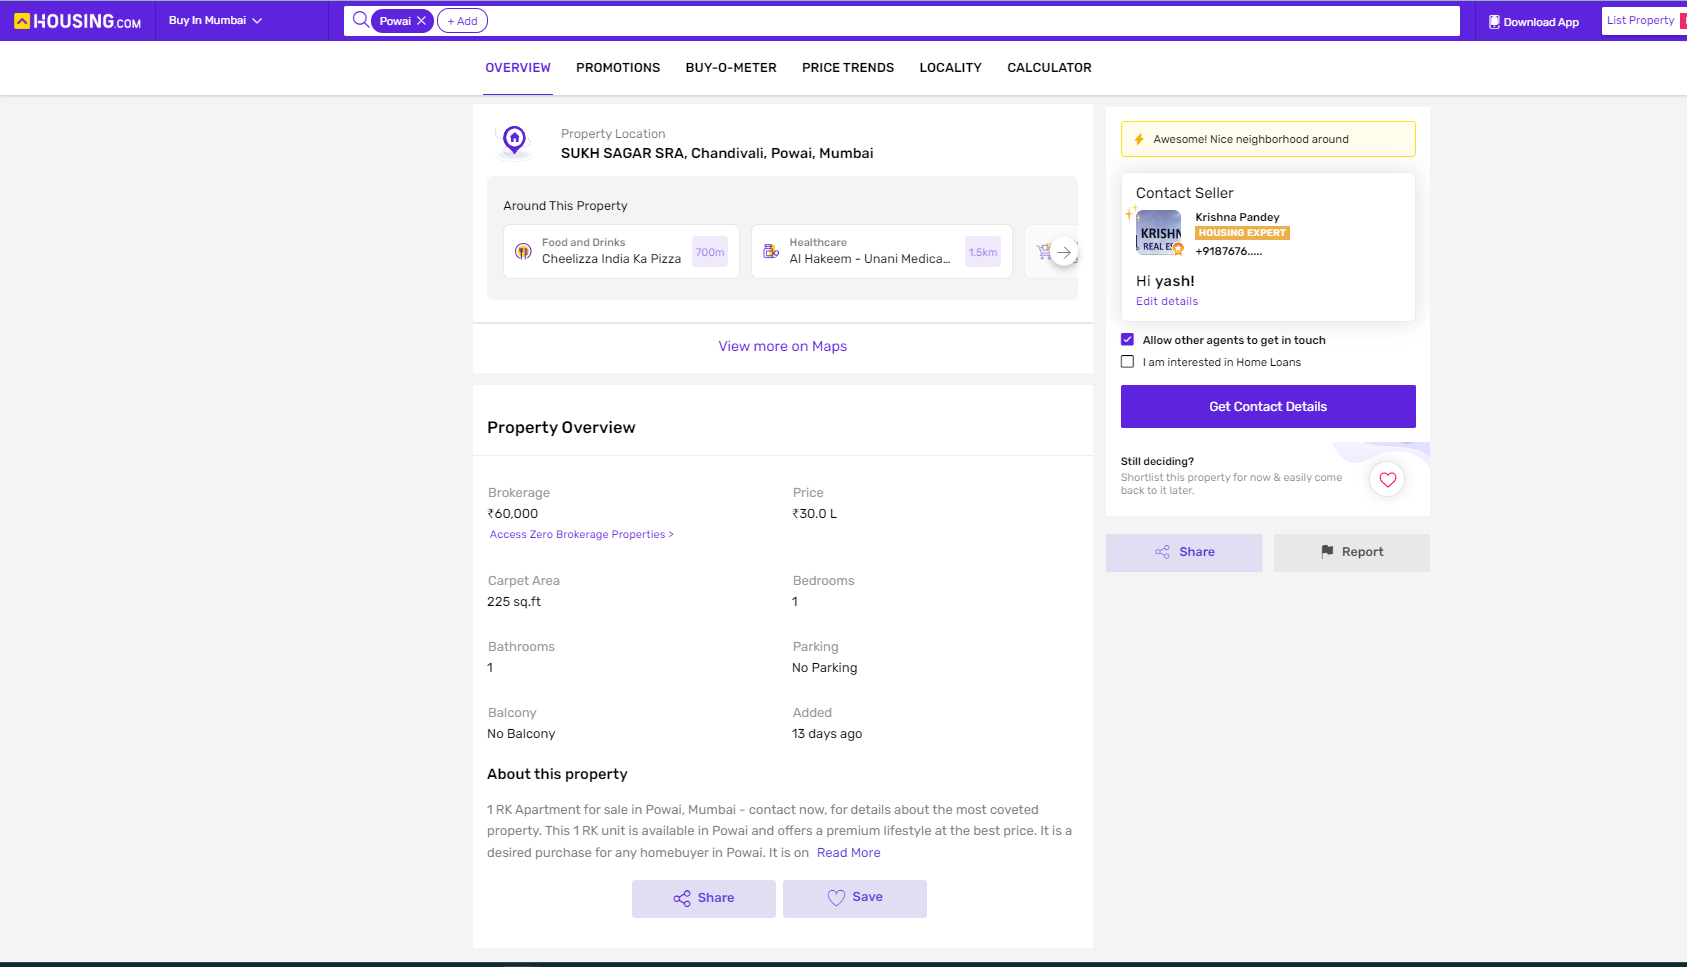 HOUSING.COM
Buy In Mumbai
Powai
+ Add
Download App
List Property
OVERVIEW
PROMOTIONS
BUY-O-METER
PRICE TRENDS
LOCALITY
CALCULATOR
Property Location
SUKH SAGAR SRA, Chandivali, Powai, Mumbai
Around This Property
Food and Drinks
Cheelizza India Ka Pizza
700m
Healthcare
Al Hakeem - Unani Medica...
1.5km
View more on Maps
Property Overview
Brokerage
₹60,000
Access Zero Brokerage Properties >
Price
₹30.0 L
Carpet Area
225 sq.ft
Bedrooms
1
Bathrooms
1
Parking
No Parking
Balcony
No Balcony
Added
13 days ago
About this property
1 RK Apartment for sale in Powai, Mumbai - contact now, for details about the most coveted
property. This 1 RK unit is available in Powai and offers a premium lifestyle at the best price. It is a
desired purchase for any homebuyer in Powai. It is on Read More
Share
Save
Awesome! Nice neighborhood around
Contact Seller
KRISHN
REAL ES
Krishna Pandey
HOUSING EXPERT
+9187676.....
Hi yash!
Edit details
Allow other agents to get in touch
I am interested in Home Loans
Get Contact Details
Still deciding?
Shortlist this property for now & easily come
back to it later.
Share
Report